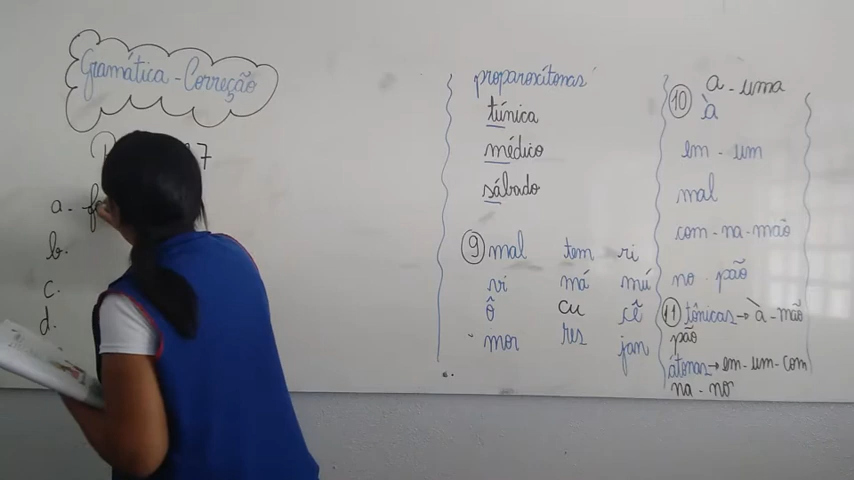 Gramática - Correção
7
a. f
b.
c.
d.
proparoxítonas
túnica
médico
sábado
9 mal tem ri
vi má mú
ô cu cê
mor res jan
10 a - uma
à
em - um
mal
com - na - mão
no pão
11 tônicas → à - mão
pão
átonas → em - um - com
na - no